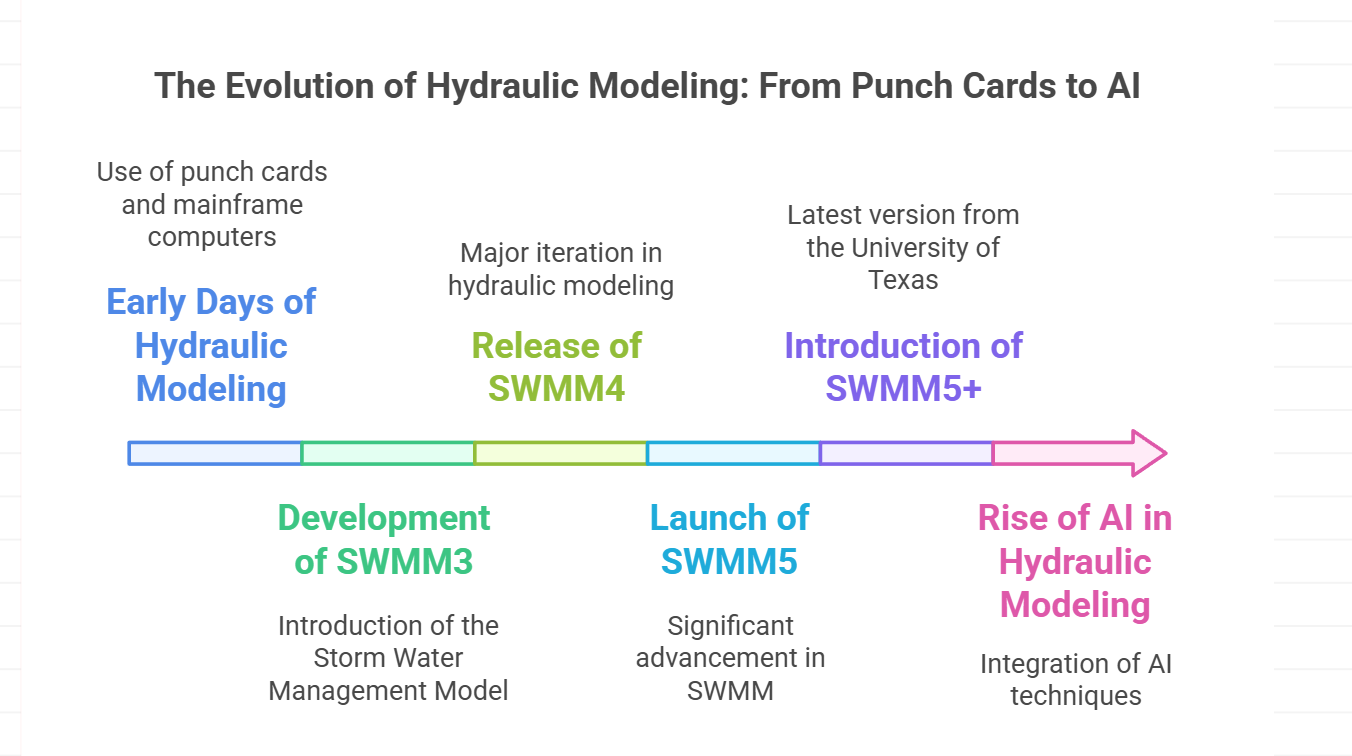 The Evolution of Hydraulic Modeling: From Punch Cards to AI
Use of punch cards
and mainframe
computers
Early Days of
Hydraulic
Modeling
Development
of SWMM3
Introduction of the
Storm Water
Management Model
Major iteration in
hydraulic modeling
Release of
SWMM4
Launch of
SWMM5
Significant
advancement in
SWMM
Latest version from
the University of
Texas
Introduction of
SWMM5+
Rise of AI in
Hydraulic
Modeling
Integration of AI
techniques